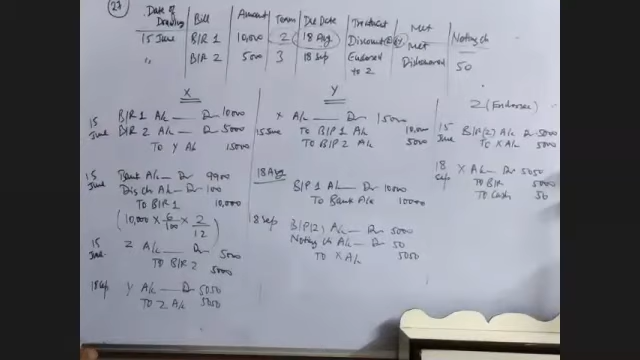 27
Date of Drawing Bill Amount Term Due Date Treatment Met Noting ch
15 June B/R 1 10,000 2 18 Aug Discount @ 6% Met
" B/R 2 5000 3 18 Sep Endorsed to Z Dishonoured 50
X
15 June B/R 1 A/c Dr 10000
B/R 2 A/c Dr 5000
To Y A/c 15000
15 June Bank A/c Dr 9900
Dis Ch A/c Dr 100
To B/R 1 10,000
(10,000 × 6/100 × 2/12)
15 June Z A/c Dr 5000
To B/R 2 5000
18 Sep Y A/c Dr 5050
To Z A/c 5050
Y
15 June X A/c Dr 15000
To B/P 1 A/c 10,000
To B/P 2 A/c 5000
18 Aug
B/P 1 A/c Dr 10000
To Bank A/c 10000
18 Sep B/P(2) A/c Dr 5000
Noting ch A/c Dr 50
To X A/c 5050
Z (Endorsee)
15 June B/R(2) A/c Dr 5000
To X A/c 5000
18 Sep X A/c Dr 5050
To B/R 5000
To Cash 50